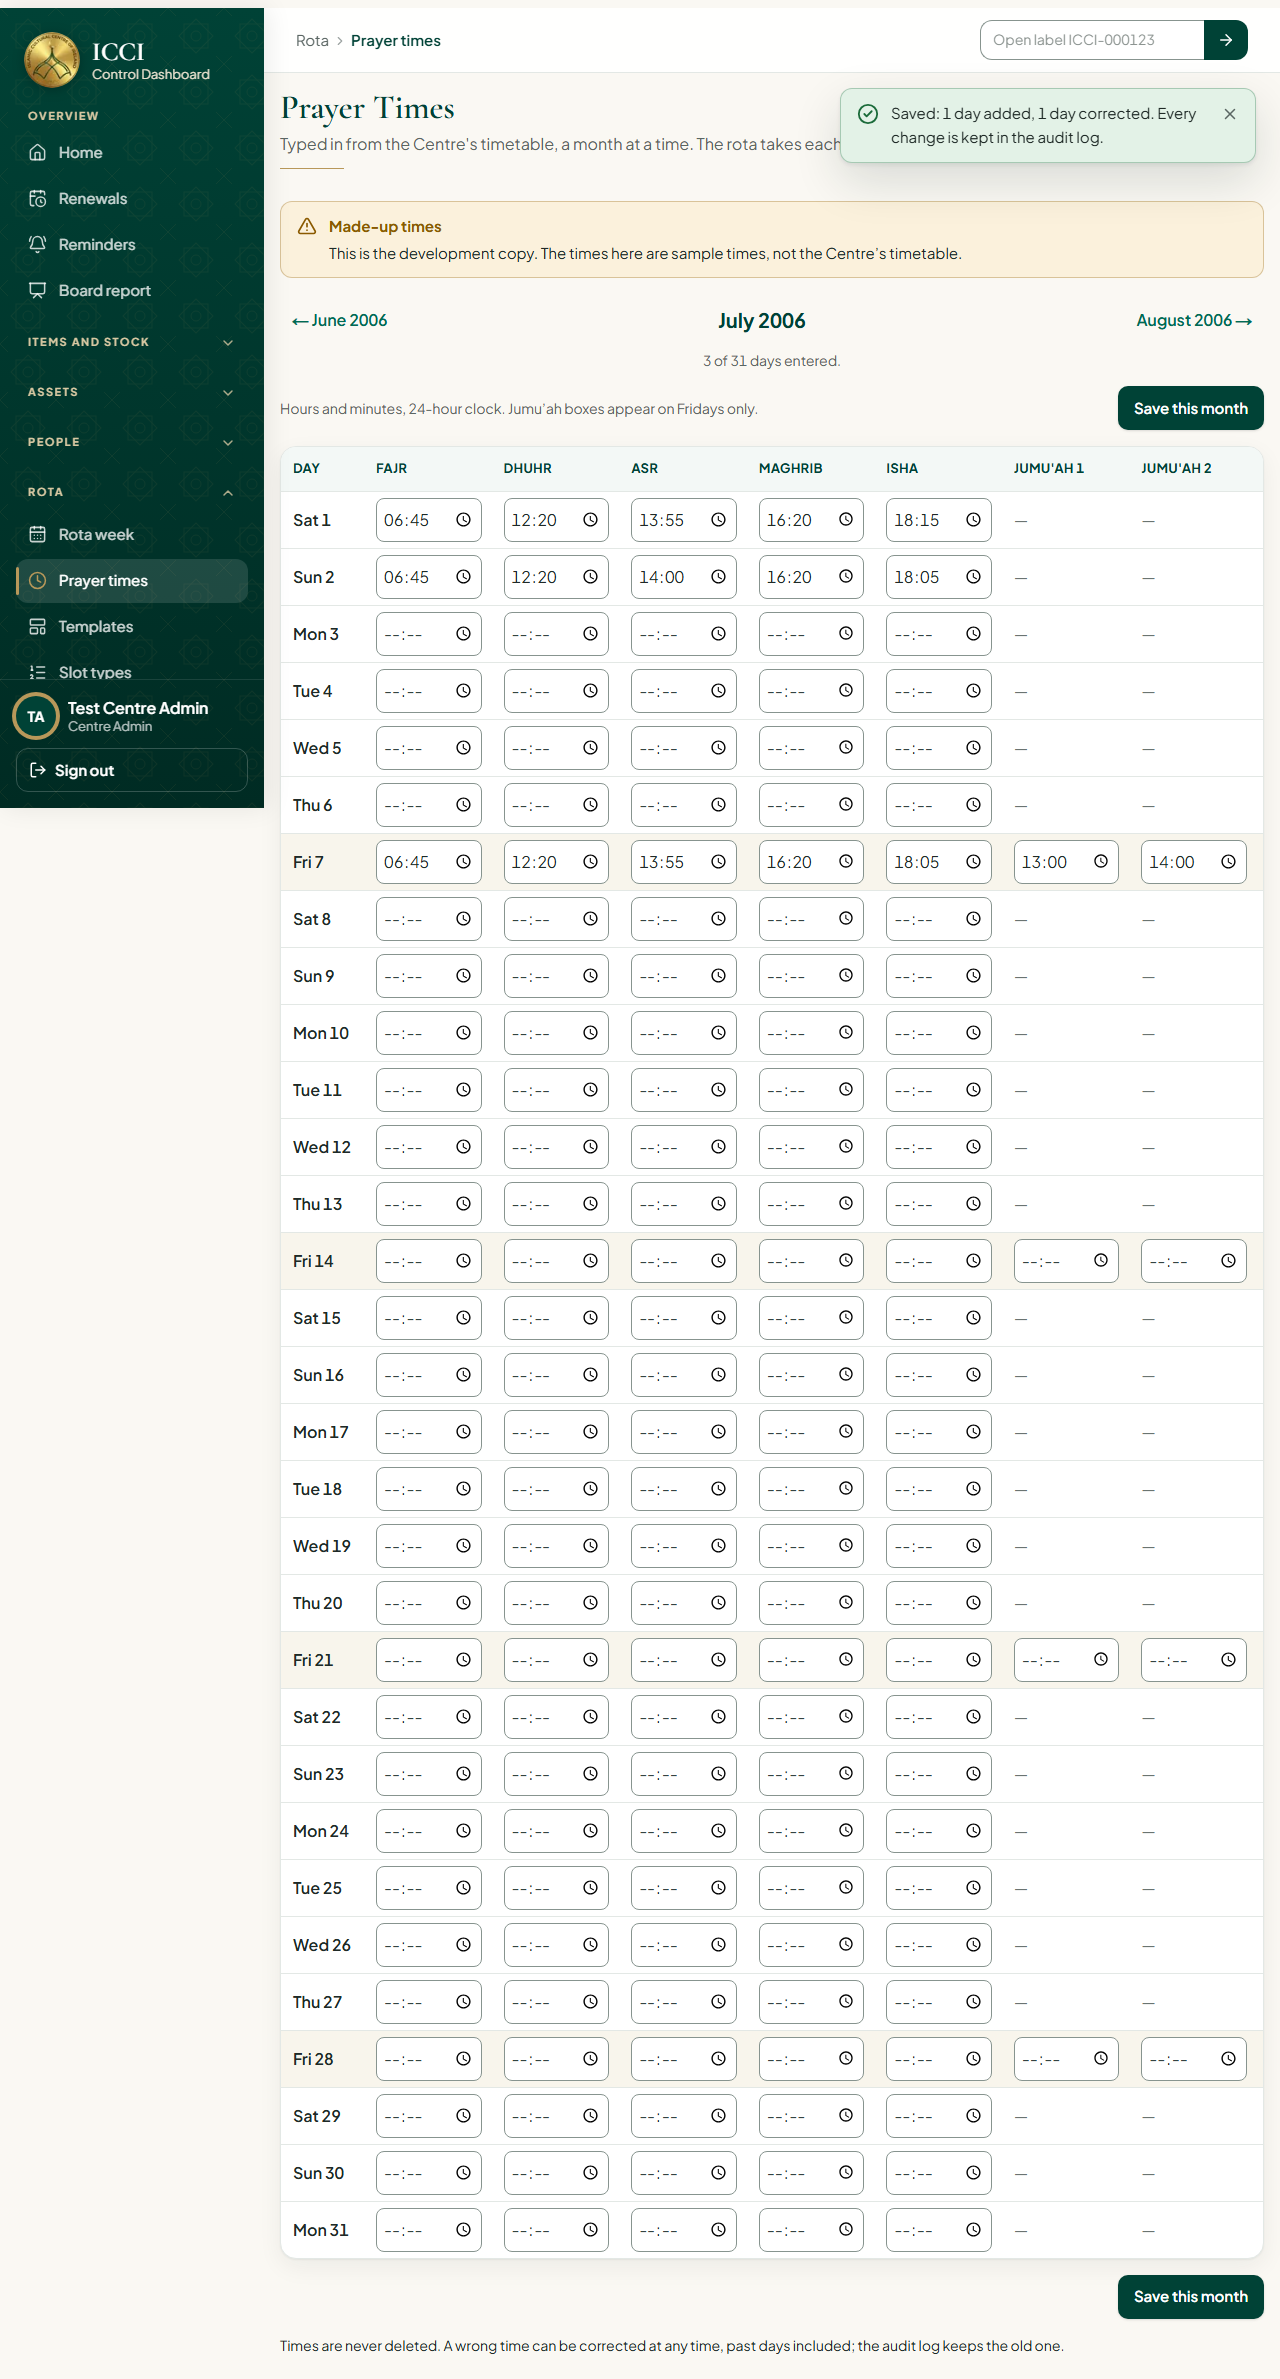 ICCI
Control Dashboard
OVERVIEW
Home
Renewals
Reminders
Board report
ITEMS AND STOCK
ASSETS
PEOPLE
ROTA
Rota week
Prayer times
Templates
Slot types
TA
Test Centre Admin
Centre Admin
Sign out
Rota > Prayer times
Open label ICCI-000123
Prayer Times
Typed in from the Centre's timetable, a month at a time. The rota takes each
Saved: 1 day added, 1 day corrected. Every
change is kept in the audit log.
Made-up times
This is the development copy. The times here are sample times, not the Centre's timetable.
← June 2006
July 2006
August 2006 →
3 of 31 days entered.
Hours and minutes, 24-hour clock. Jumu'ah boxes appear on Fridays only.
Save this month
DAY FAJR DHUHR ASR MAGHRIB ISHA JUMU'AH 1 JUMU'AH 2
Sat 1 06:45 12:20 13:55 16:20 18:15 — —
Sun 2 06:45 12:20 14:00 16:20 18:05 — —
Mon 3 --:-- --:-- --:-- --:-- --:-- — —
Tue 4 --:-- --:-- --:-- --:-- --:-- — —
Wed 5 --:-- --:-- --:-- --:-- --:-- — —
Thu 6 --:-- --:-- --:-- --:-- --:-- — —
Fri 7 06:45 12:20 13:55 16:20 18:05 13:00 14:00
Sat 8 --:-- --:-- --:-- --:-- --:-- — —
Sun 9 --:-- --:-- --:-- --:-- --:-- — —
Mon 10 --:-- --:-- --:-- --:-- --:-- — —
Tue 11 --:-- --:-- --:-- --:-- --:-- — —
Wed 12 --:-- --:-- --:-- --:-- --:-- — —
Thu 13 --:-- --:-- --:-- --:-- --:-- — —
Fri 14 --:-- --:-- --:-- --:-- --:-- --:-- --:--
Sat 15 --:-- --:-- --:-- --:-- --:-- — —
Sun 16 --:-- --:-- --:-- --:-- --:-- — —
Mon 17 --:-- --:-- --:-- --:-- --:-- — —
Tue 18 --:-- --:-- --:-- --:-- --:-- — —
Wed 19 --:-- --:-- --:-- --:-- --:-- — —
Thu 20 --:-- --:-- --:-- --:-- --:-- — —
Fri 21 --:-- --:-- --:-- --:-- --:-- --:-- --:--
Sat 22 --:-- --:-- --:-- --:-- --:-- — —
Sun 23 --:-- --:-- --:-- --:-- --:-- — —
Mon 24 --:-- --:-- --:-- --:-- --:-- — —
Tue 25 --:-- --:-- --:-- --:-- --:-- — —
Wed 26 --:-- --:-- --:-- --:-- --:-- — —
Thu 27 --:-- --:-- --:-- --:-- --:-- — —
Fri 28 --:-- --:-- --:-- --:-- --:-- --:-- --:--
Sat 29 --:-- --:-- --:-- --:-- --:-- — —
Sun 30 --:-- --:-- --:-- --:-- --:-- — —
Mon 31 --:-- --:-- --:-- --:-- --:-- — —
Save this month
Times are never deleted. A wrong time can be corrected at any time, past days included; the audit log keeps the old one.